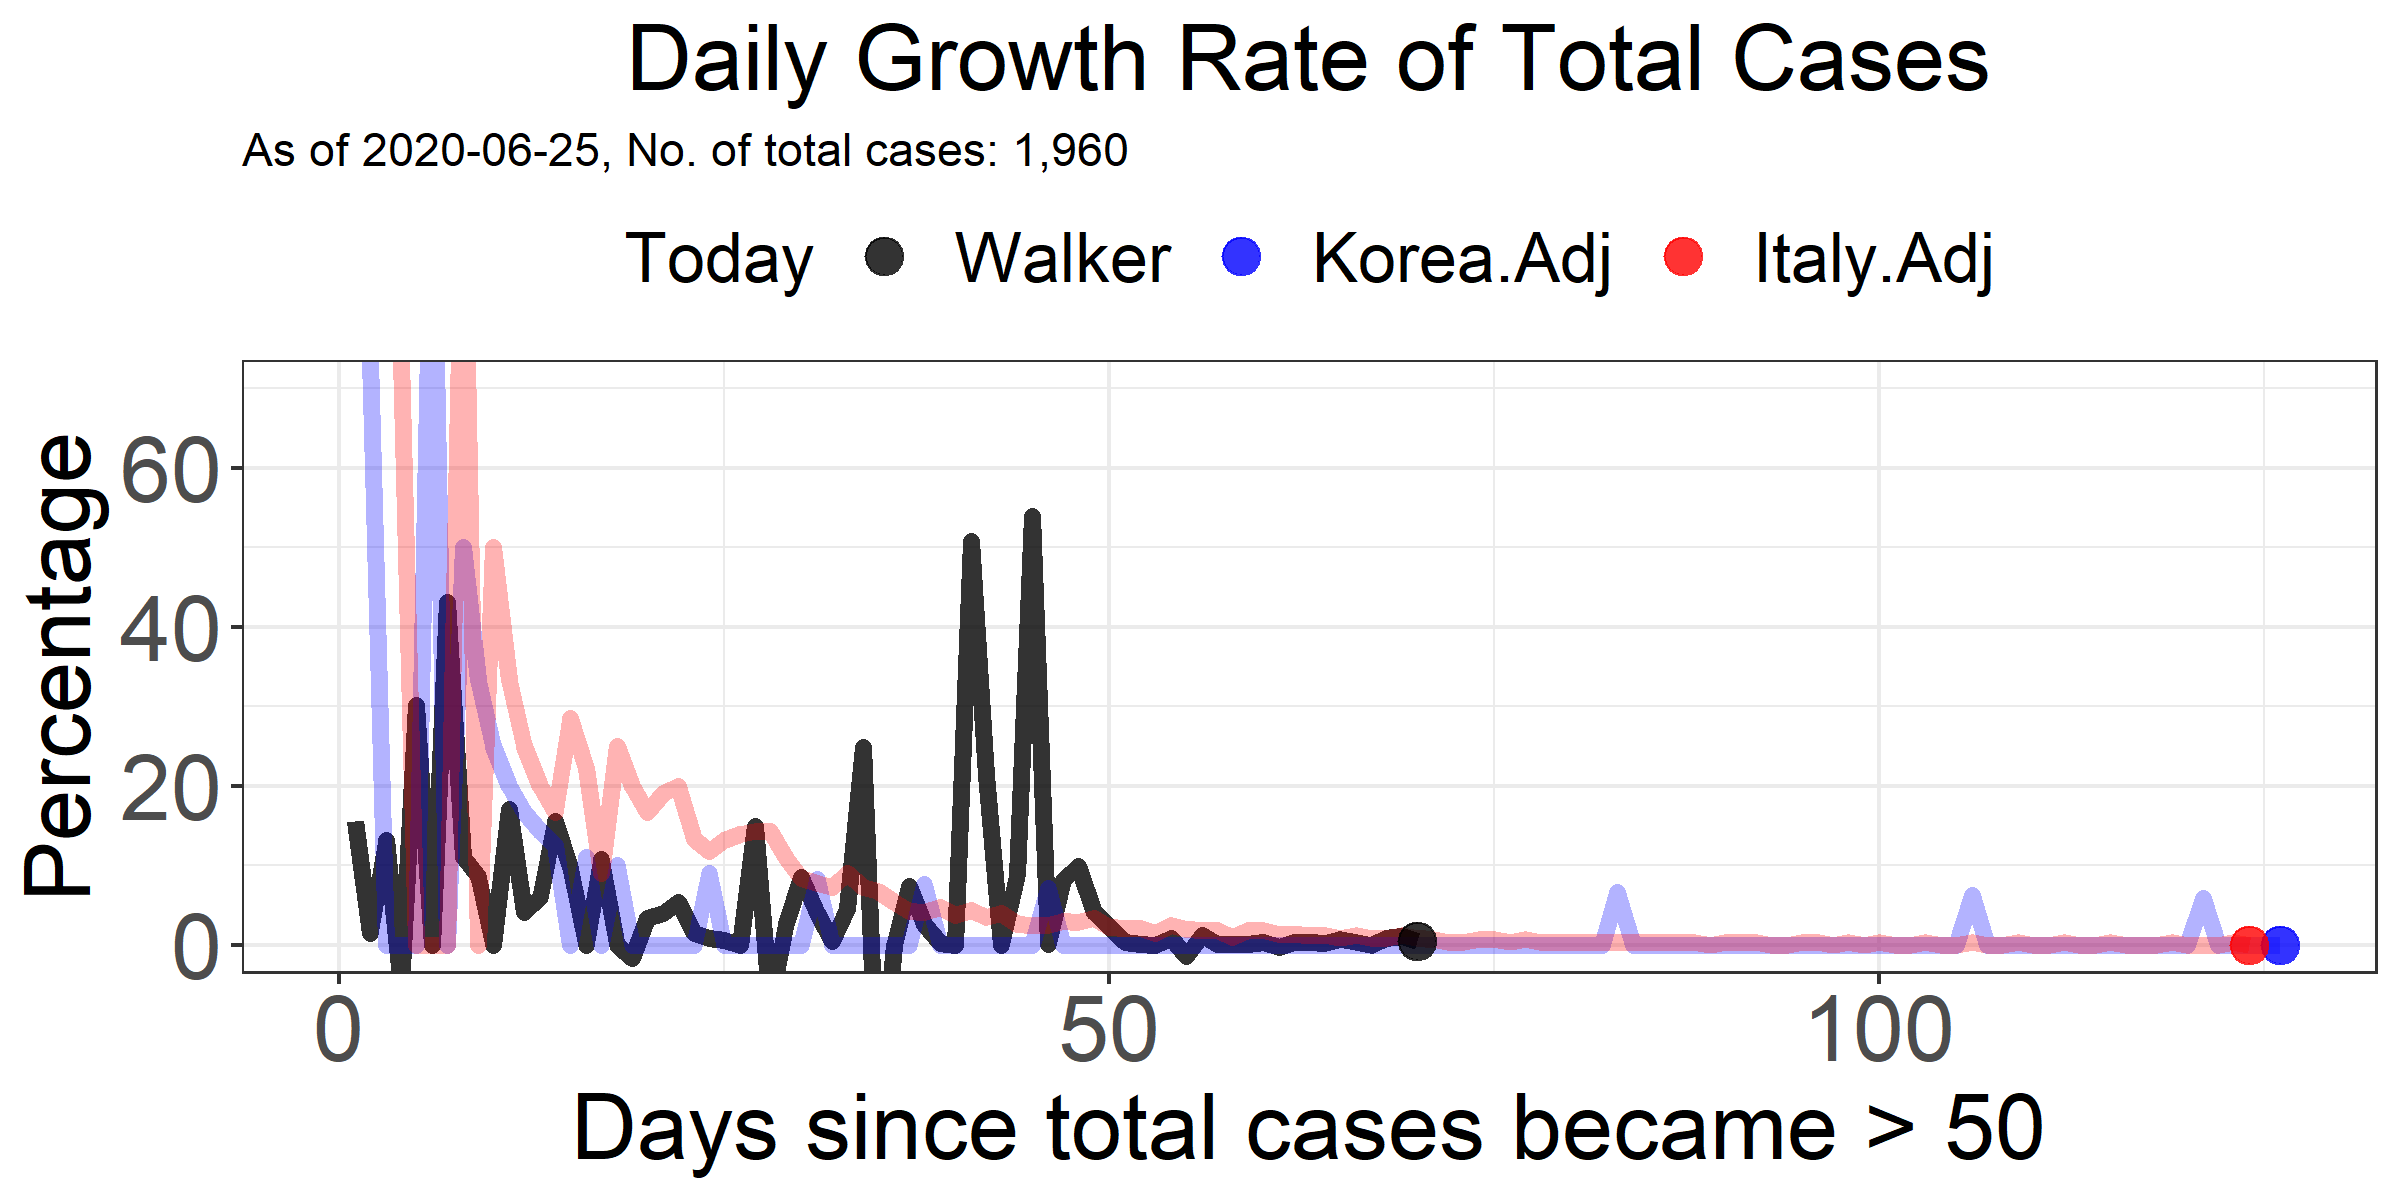 Daily Growth Rate of Total Cases
As of 2020-06-25, No. of total cases: 1,960
Today Walker Korea.Adj Italy.Adj
Percentage
60
40
20
0
0 50 100
Days since total cases became > 50